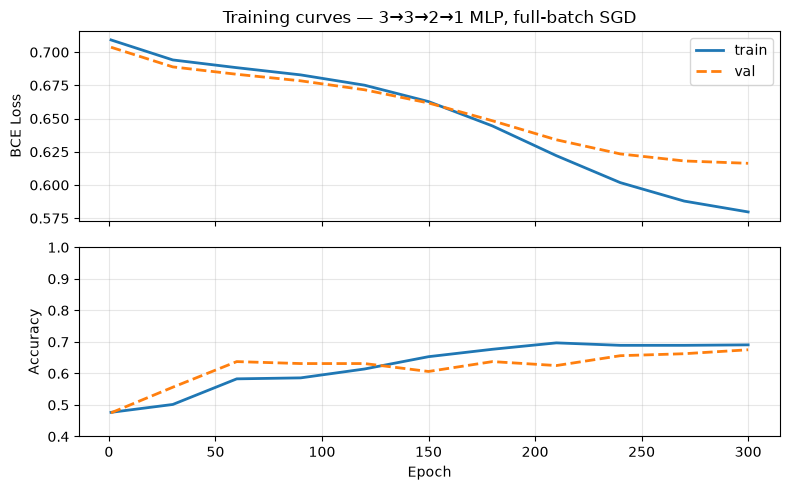 Training curves — 3→3→2→1 MLP, full-batch SGD
0.700
0.675
0.650
0.625
0.600
0.575
BCE Loss
train
val
1.0
0.9
0.8
0.7
0.6
0.5
0.4
Accuracy
0 50 100 150 200 250 300
Epoch